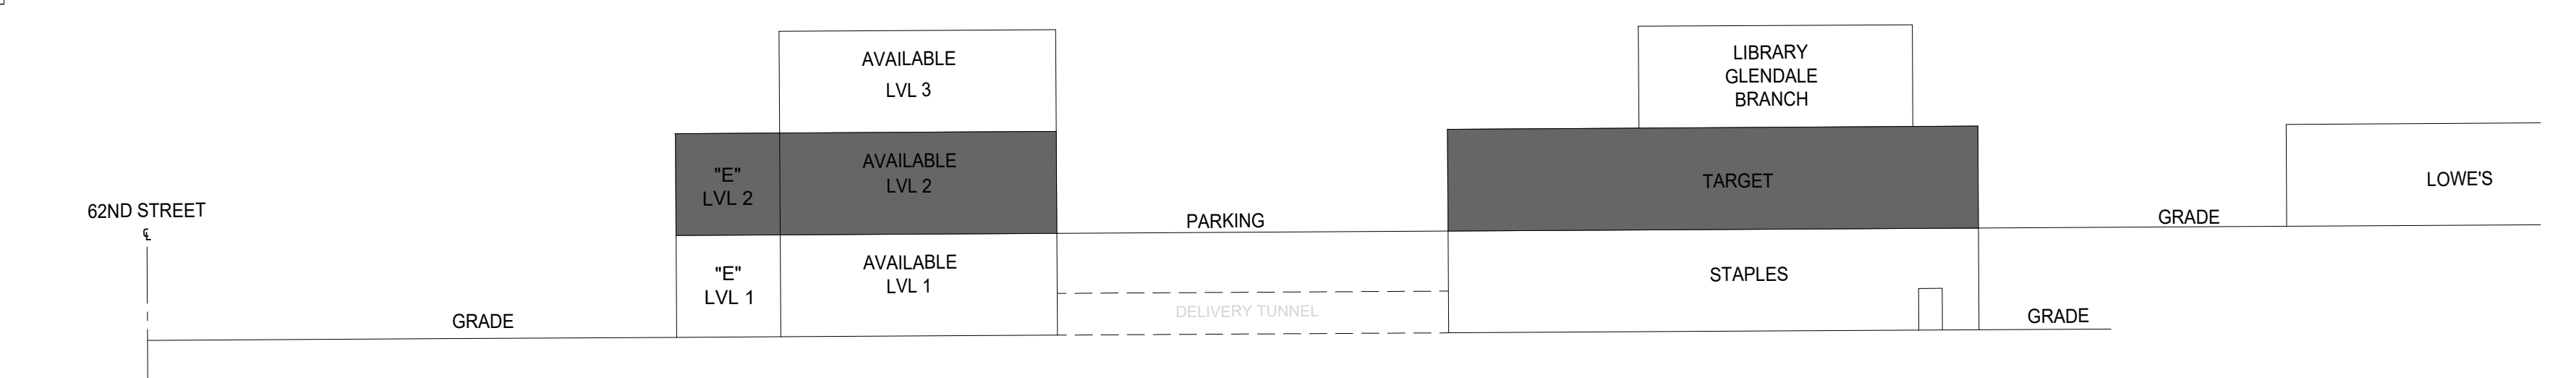 62ND STREET
℄
GRADE
"E"
LVL 2
"E"
LVL 1
AVAILABLE
LVL 3
AVAILABLE
LVL 2
AVAILABLE
LVL 1
PARKING
DELIVERY TUNNEL
LIBRARY
GLENDALE
BRANCH
TARGET
STAPLES
GRADE
GRADE
LOWE'S